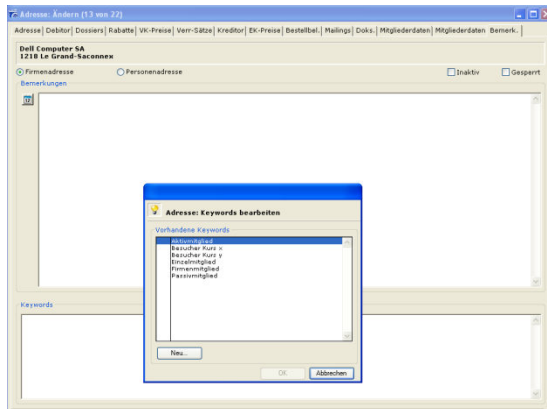 Adresse: Ändern (13 von 22)
Adresse Debitor Dossiers Rabatte VK-Preise Verr-Sätze Kreditor EK-Preise Bestellbel. Mailings Doks. Mitgliederdaten Mitgliederdaten Bemerk.
Dell Computer SA
1218 Le Grand-Saconnex
Firmenadresse Personenadresse Inaktiv Gesperrt
Bemerkungen
Adresse: Keywords bearbeiten
Vorhandene Keywords
Aktivmitglied
Besucher Kurs x
Besucher Kurs y
Einzelmitglied
Firmenmitglied
Passivmitglied
Neu...
OK Abbrechen
Keywords